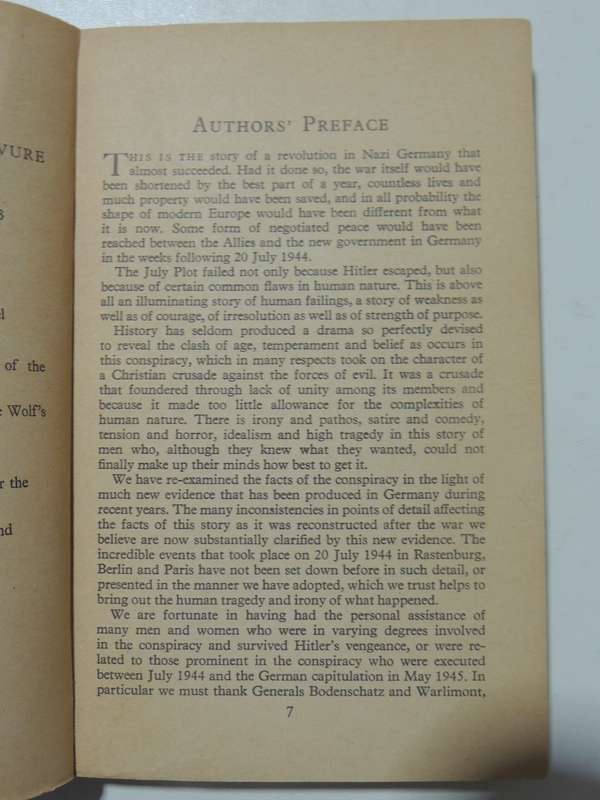 VURE
of the
Wolf's
r the
nd
AUTHORS' PREFACE
THIS IS THE story of a revolution in Nazi Germany that
almost succeeded. Had it done so, the war itself would have
been shortened by the best part of a year, countless lives and
much property would have been saved, and in all probability the
shape of modern Europe would have been different from what
it is now. Some form of negotiated peace would have been
reached between the Allies and the new government in Germany
in the weeks following 20 July 1944.
The July Plot failed not only because Hitler escaped, but also
because of certain common flaws in human nature. This is above
all an illuminating story of human failings, a story of weakness as
well as of courage, of irresolution as well as of strength of purpose.
History has seldom produced a drama so perfectly devised
to reveal the clash of age, temperament and belief as occurs in
this conspiracy, which in many respects took on the character of
a Christian crusade against the forces of evil. It was a crusade
that foundered through lack of unity among its members and
because it made too little allowance for the complexities of
human nature. There is irony and pathos, satire and comedy,
tension and horror, idealism and high tragedy in this story of
men who, although they knew what they wanted, could not
finally make up their minds how best to get it.
We have re-examined the facts of the conspiracy in the light of
much new evidence that has been produced in Germany during
recent years. The many inconsistencies in points of detail affecting
the facts of this story as it was reconstructed after the war we
believe are now substantially clarified by this new evidence. The
incredible events that took place on 20 July 1944 in Rastenburg,
Berlin and Paris have not been set down before in such detail, or
presented in the manner we have adopted, which we trust helps to
bring out the human tragedy and irony of what happened.
We are fortunate in having had the personal assistance of
many men and women who were in varying degrees involved
in the conspiracy and survived Hitler's vengeance, or were re-
lated to those prominent in the conspiracy who were executed
between July 1944 and the German capitulation in May 1945. In
particular we must thank Generals Bodenschatz and Warlimont,
7